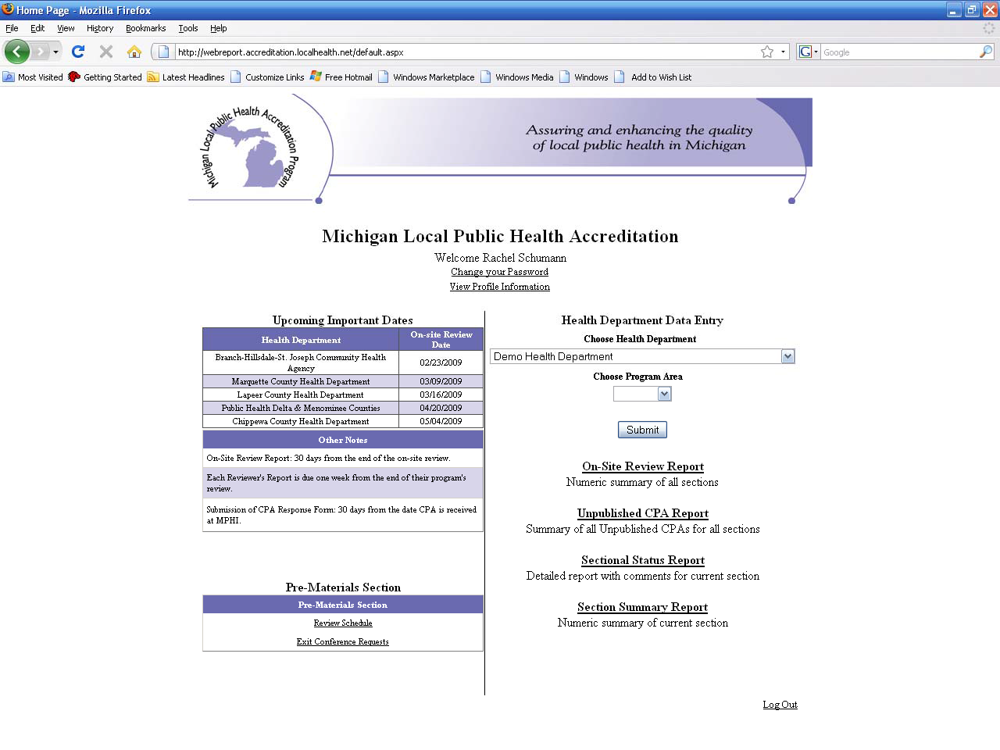 Home Page - Mozilla Firefox
File Edit View History Bookmarks Tools Help
http://webreport.accreditation.localhealth.net/default.aspx
G Google
Most Visited Getting Started Latest Headlines Customize Links Free Hotmail Windows Marketplace Windows Media Windows Add to Wish List
Michigan Local Public Health Accreditation Program
Assuring and enhancing the quality
of local public health in Michigan
Michigan Local Public Health Accreditation
Welcome Rachel Schumann
Change your Password
View Profile Information
Upcoming Important Dates
Health Department On-site Review
Date
Branch-Hillsdale-St. Joseph Community Health
Agency 02/23/2009
Marquette County Health Department 03/09/2009
Lapeer County Health Department 03/16/2009
Public Health Delta & Menominee Counties 04/20/2009
Chippewa County Health Department 05/04/2009
Other Notes
On-Site Review Report: 30 days from the end of the on-site review.
Each Reviewer's Report is due one week from the end of their program's
review.
Submission of CPA Response Form: 30 days from the date CPA is received
at MPHI.
Pre-Materials Section
Pre-Materials Section
Review Schedule
Exit Conference Requests
Health Department Data Entry
Choose Health Department
Demo Health Department
Choose Program Area
Submit
On-Site Review Report
Numeric summary of all sections
Unpublished CPA Report
Summary of all Unpublished CPAs for all sections
Sectional Status Report
Detailed report with comments for current section
Section Summary Report
Numeric summary of current section
Log Out